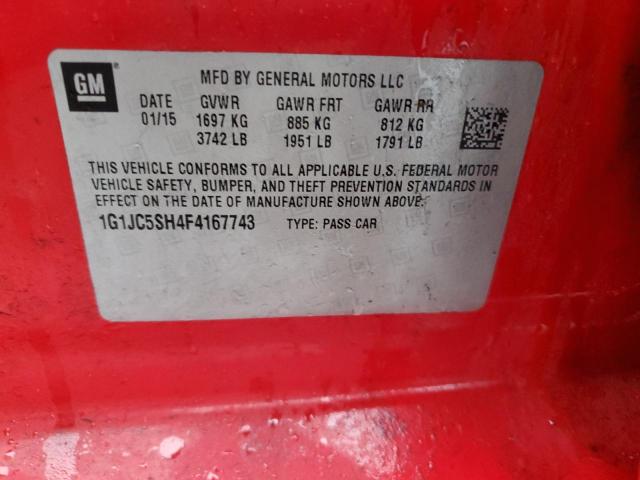 GM
MFD BY GENERAL MOTORS LLC
DATE GVWR GAWR FRT GAWR RR
01/15 1697 KG 885 KG 812 KG
3742 LB 1951 LB 1791 LB
THIS VEHICLE CONFORMS TO ALL APPLICABLE U.S. FEDERAL MOTOR
VEHICLE SAFETY, BUMPER, AND THEFT PREVENTION STANDARDS IN
EFFECT ON THE DATE OF MANUFACTURE SHOWN ABOVE.
1G1JC5SH4F4167743 TYPE: PASS CAR